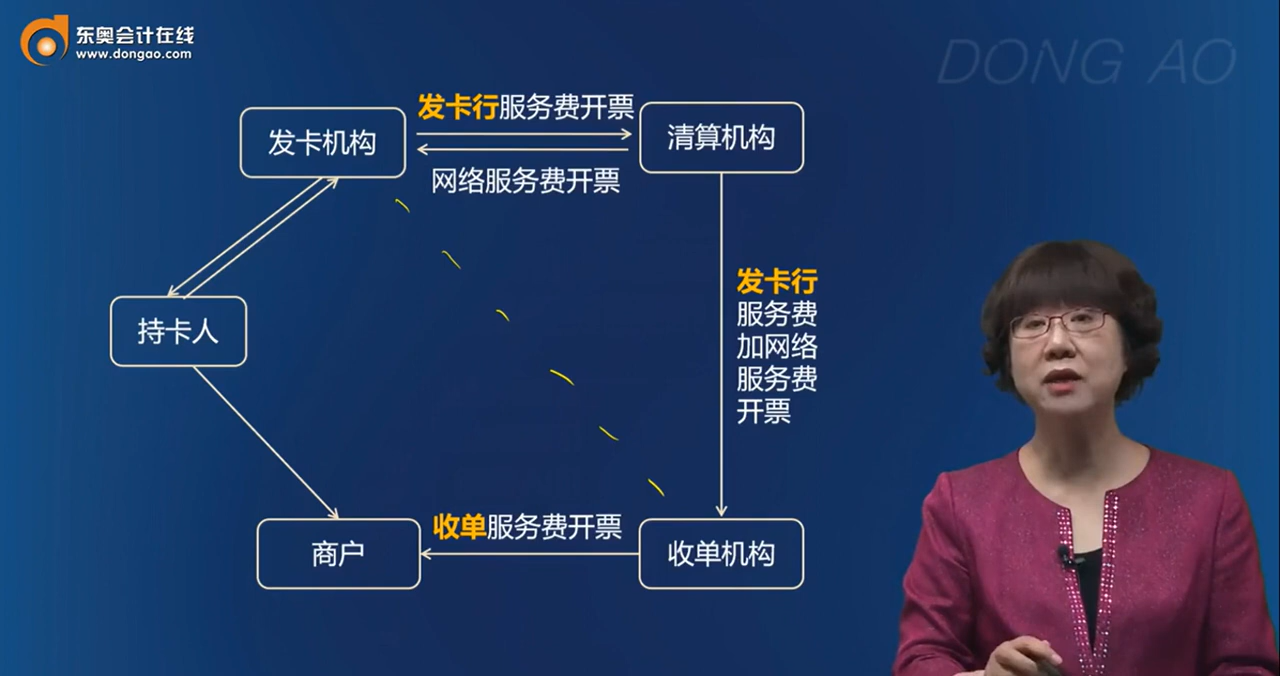 东奥会计在线
www.dongao.com
DONG AO
发卡行服务费开票
发卡机构
清算机构
网络服务费开票
发卡行
服务费
加网络
服务费
开票
持卡人
收单服务费开票
商户
收单机构